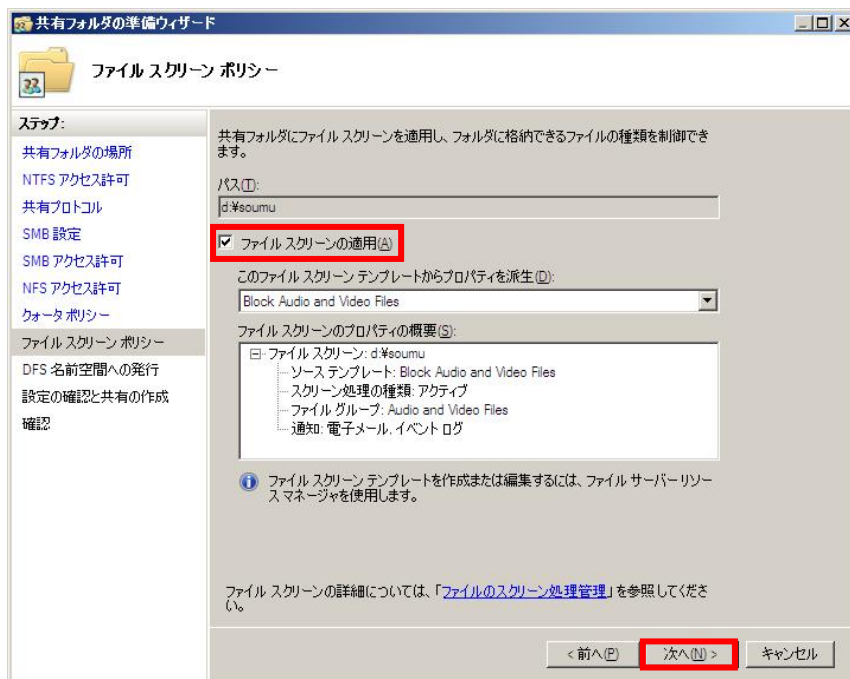 共有フォルダの準備ウィザード
ファイル スクリーン ポリシー
ステップ:
共有フォルダの場所
NTFS アクセス許可
共有プロトコル
SMB 設定
SMB アクセス許可
NFS アクセス許可
クォータ ポリシー
ファイル スクリーン ポリシー
DFS 名前空間への発行
設定の確認と共有の作成
確認
共有フォルダにファイル スクリーンを適用し、フォルダに格納できるファイルの種類を制御でき
ます。
パス(T):
d:¥soumu
ファイル スクリーンの適用(A)
このファイル スクリーン テンプレートからプロパティを派生(D):
Block Audio and Video Files
ファイル スクリーンのプロパティの概要(S):
ファイル スクリーン: d:¥soumu
ソース テンプレート: Block Audio and Video Files
スクリーン処理の種類: アクティブ
ファイル グループ: Audio and Video Files
通知: 電子メール, イベント ログ
ファイル スクリーン テンプレートを作成または編集するには、ファイル サーバー リソー
ス マネージャを使用します。
ファイル スクリーンの詳細については、「ファイルのスクリーン処理管理」を参照してくださ
い。
< 前へ(P)
次へ(N) >
キャンセル